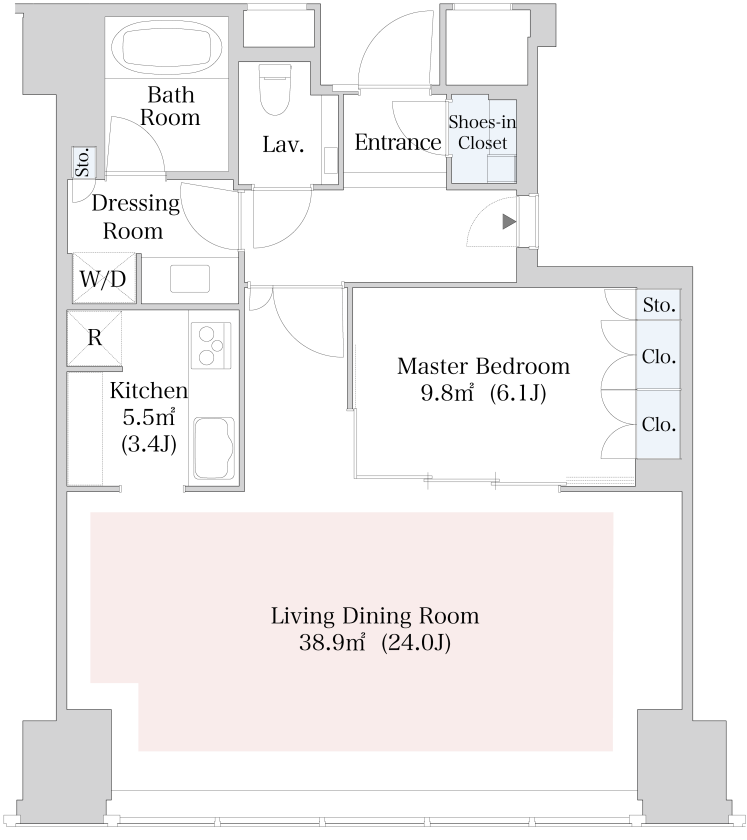 Bath
Room
Lav.
Entrance
Shoes-in
Closet
Sto.
Dressing
Room
W/D
R
Kitchen
5.5㎡
(3.4J)
Master Bedroom
9.8㎡ (6.1J)
Sto.
Clo.
Clo.
Living Dining Room
38.9㎡ (24.0J)